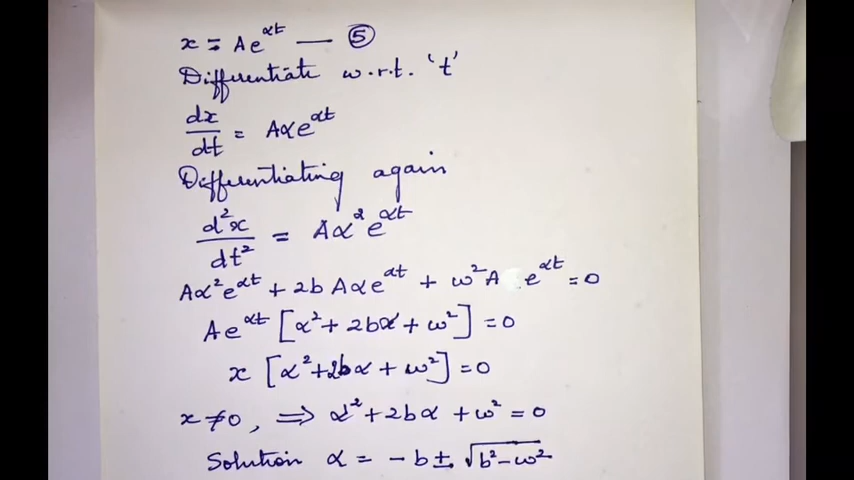 x = Ae^{αt} — ⑤
Differentiate w.r.t. 't'
dx/dt = Aαe^{αt}
Differentiating again
d²x/dt² = Aα²e^{αt}
Aα²e^{αt} + 2bAαe^{αt} + ω²A e^{αt} = 0
Ae^{αt} [α² + 2bα + ω²] = 0
x [α² + 2bα + ω²] = 0
x ≠ 0, ⟹ α² + 2bα + ω² = 0
Solution α = -b ± √(b²-ω²)